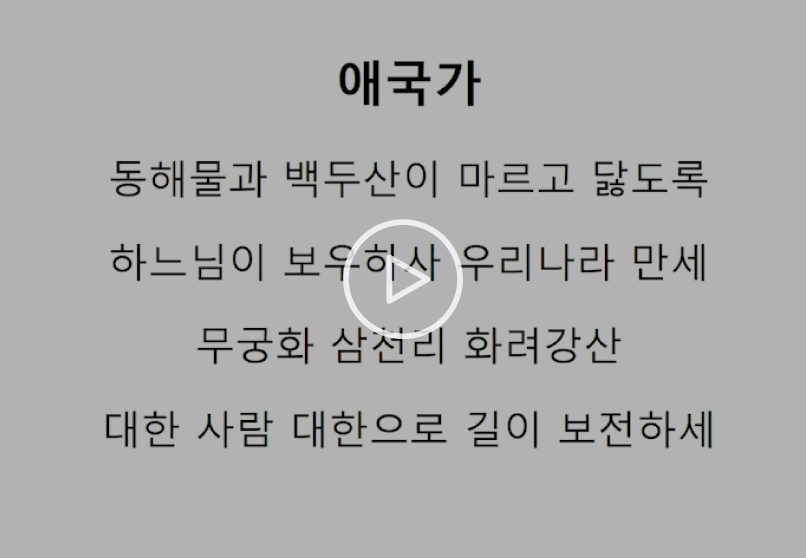 애국가
동해물과 백두산이 마르고 닳도록
하느님이 보우하사 우리나라 만세
무궁화 삼천리 화려강산
대한 사람 대한으로 길이 보전하세